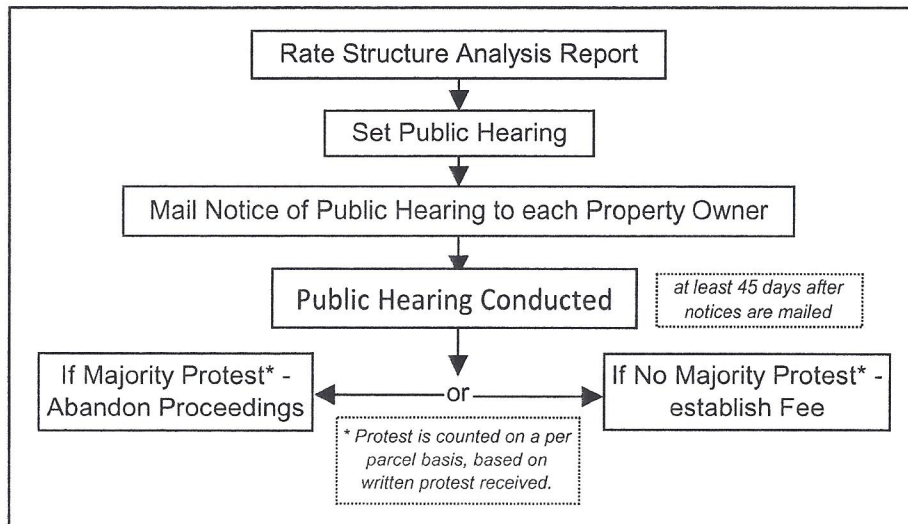 Rate Structure Analysis Report
Set Public Hearing
Mail Notice of Public Hearing to each Property Owner
Public Hearing Conducted
at least 45 days after
notices are mailed
If Majority Protest* -
Abandon Proceedings
or
If No Majority Protest* -
establish Fee
* Protest is counted on a per
parcel basis, based on
written protest received.